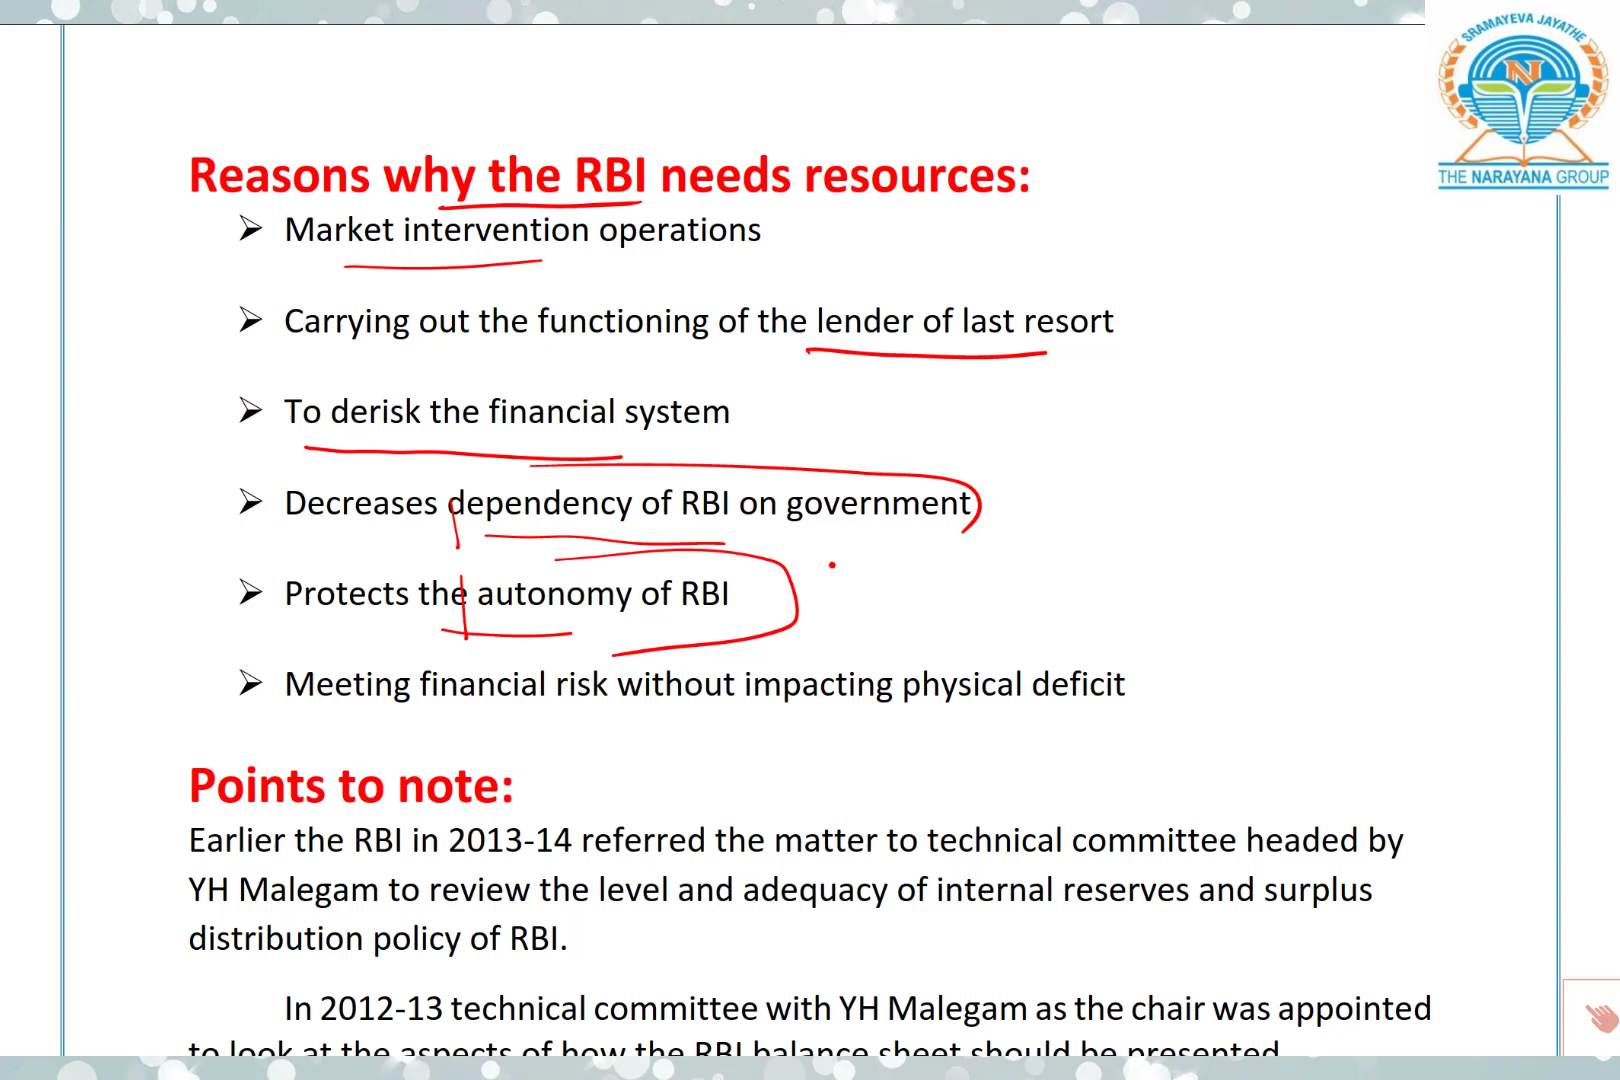 SRAMAYEVA JAYATHE
N
THE NARAYANA GROUP
Reasons why the RBI needs resources:
Market intervention operations
Carrying out the functioning of the lender of last resort
To derisk the financial system
Decreases dependency of RBI on government
Protects the autonomy of RBI
Meeting financial risk without impacting physical deficit
Points to note:
Earlier the RBI in 2013-14 referred the matter to technical committee headed by
YH Malegam to review the level and adequacy of internal reserves and surplus
distribution policy of RBI.
In 2012-13 technical committee with YH Malegam as the chair was appointed
to look at the aspects of how the RBI balance sheet should be presented